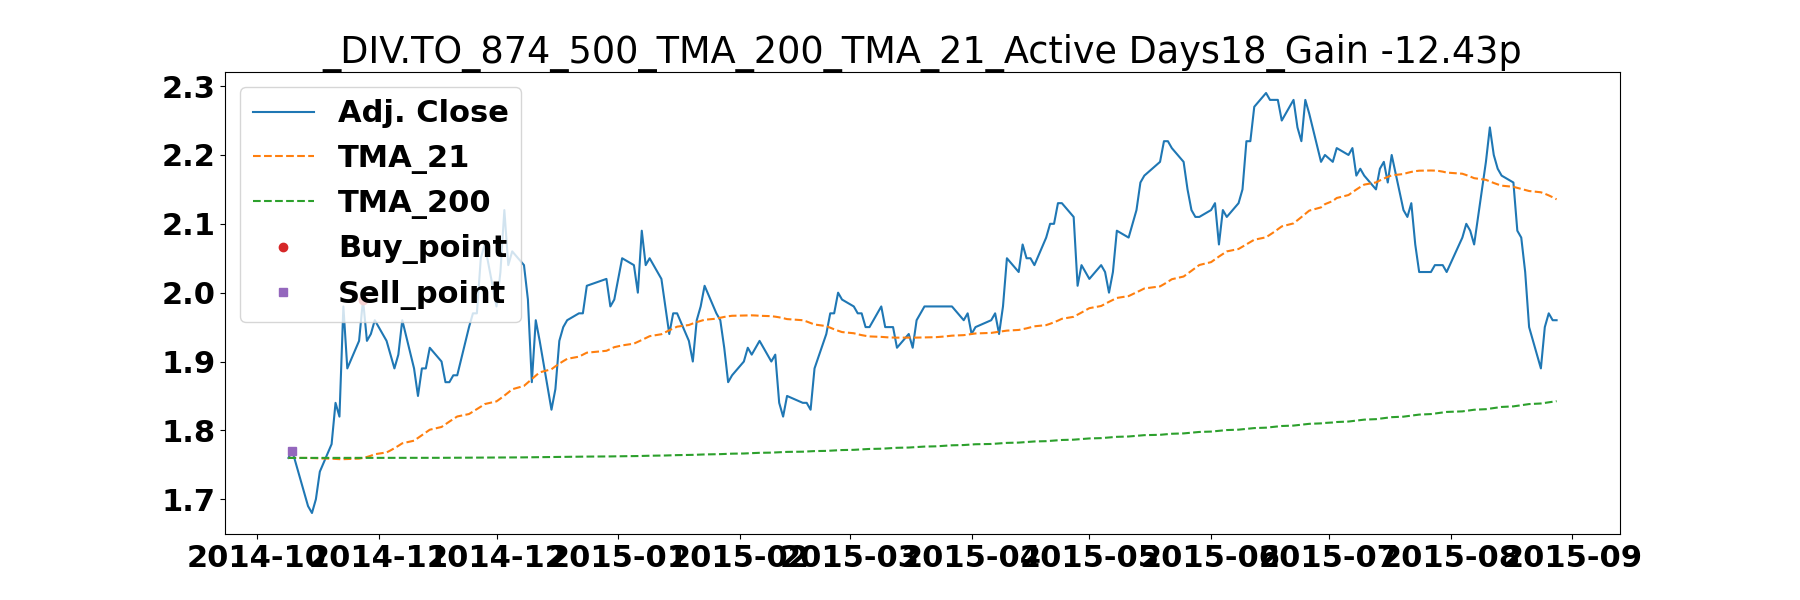 _DIV.TO_874_500_TMA_200_TMA_21_Active Days18_Gain -12.43p
2.3
2.2
2.1
2.0
1.9
1.8
1.7
Adj. Close
TMA_21
TMA_200
Buy_point
Sell_point
2014-10 2014-11 2014-12 2015-01 2015-02 2015-03 2015-04 2015-05 2015-06 2015-07 2015-08 2015-09